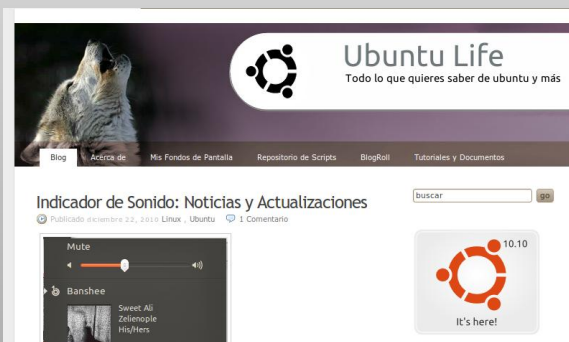 Ubuntu Life
Todo lo que quieres saber de ubuntu y más
Blog Acerca de Mis Fondos de Pantalla Repositorio de Scripts BlogRoll Tutoriales y Documentos
Indicador de Sonido: Noticias y Actualizaciones
Publicado diciembre 22, 2010 Linux , Ubuntu 1 Comentario
buscar go
Mute
Banshee
Sweet Ali
Zelienople
His/Hers
10.10
It's here!